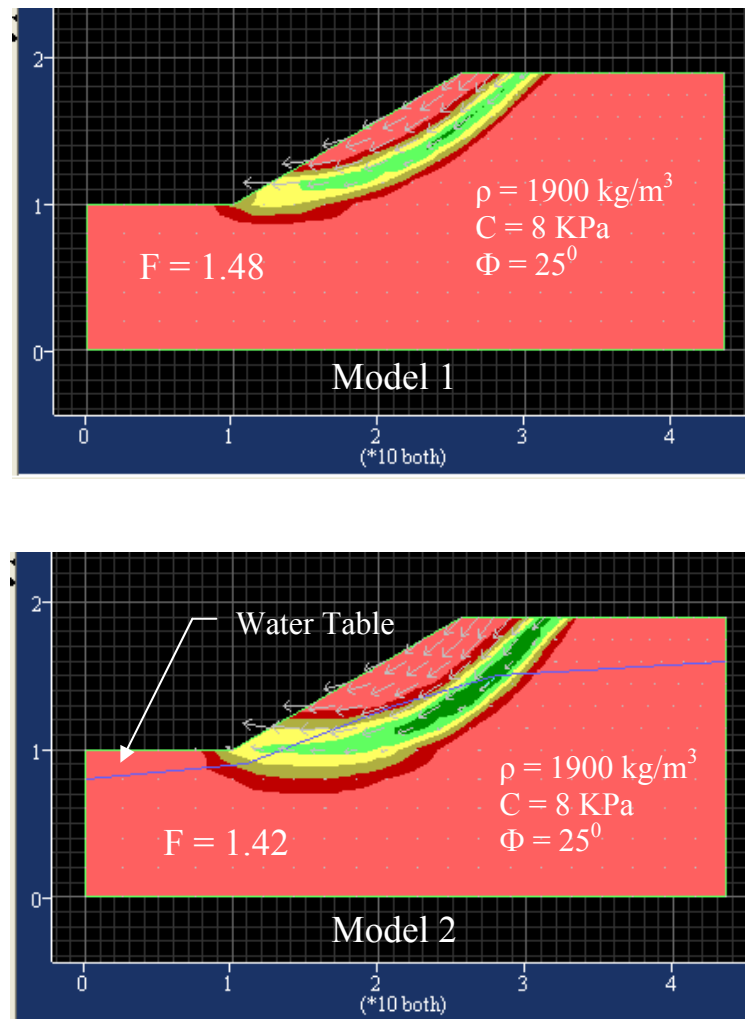 2
1
0
ρ = 1900 kg/m³
C = 8 KPa
Φ = 25⁰
F = 1.48
Model 1
0 1 2 3 4
(*10 both)
2
1
0
Water Table
ρ = 1900 kg/m³
C = 8 KPa
Φ = 25⁰
F = 1.42
Model 2
0 1 2 3 4
(*10 both)